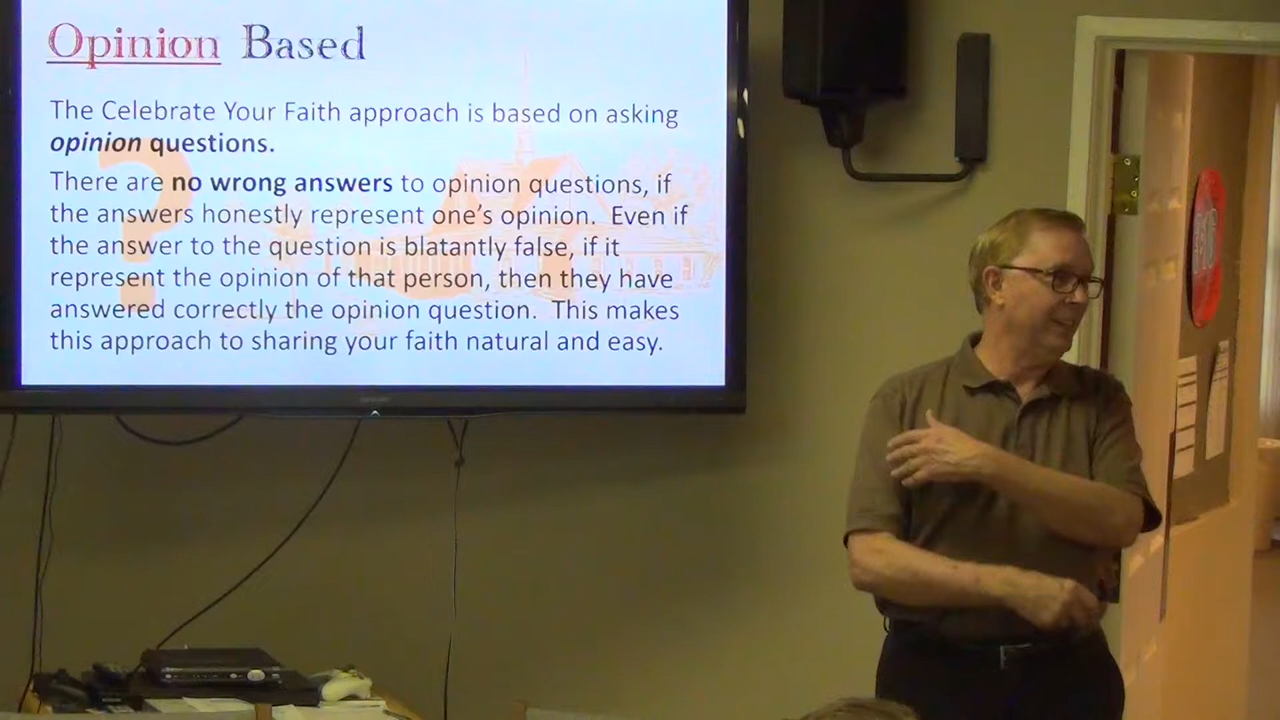 Opinion Based
The Celebrate Your Faith approach is based on asking
opinion questions.
There are no wrong answers to opinion questions, if
the answers honestly represent one's opinion.  Even if
the answer to the question is blatantly false, if it
represent the opinion of that person, then they have
answered correctly the opinion question.  This makes
this approach to sharing your faith natural and easy.